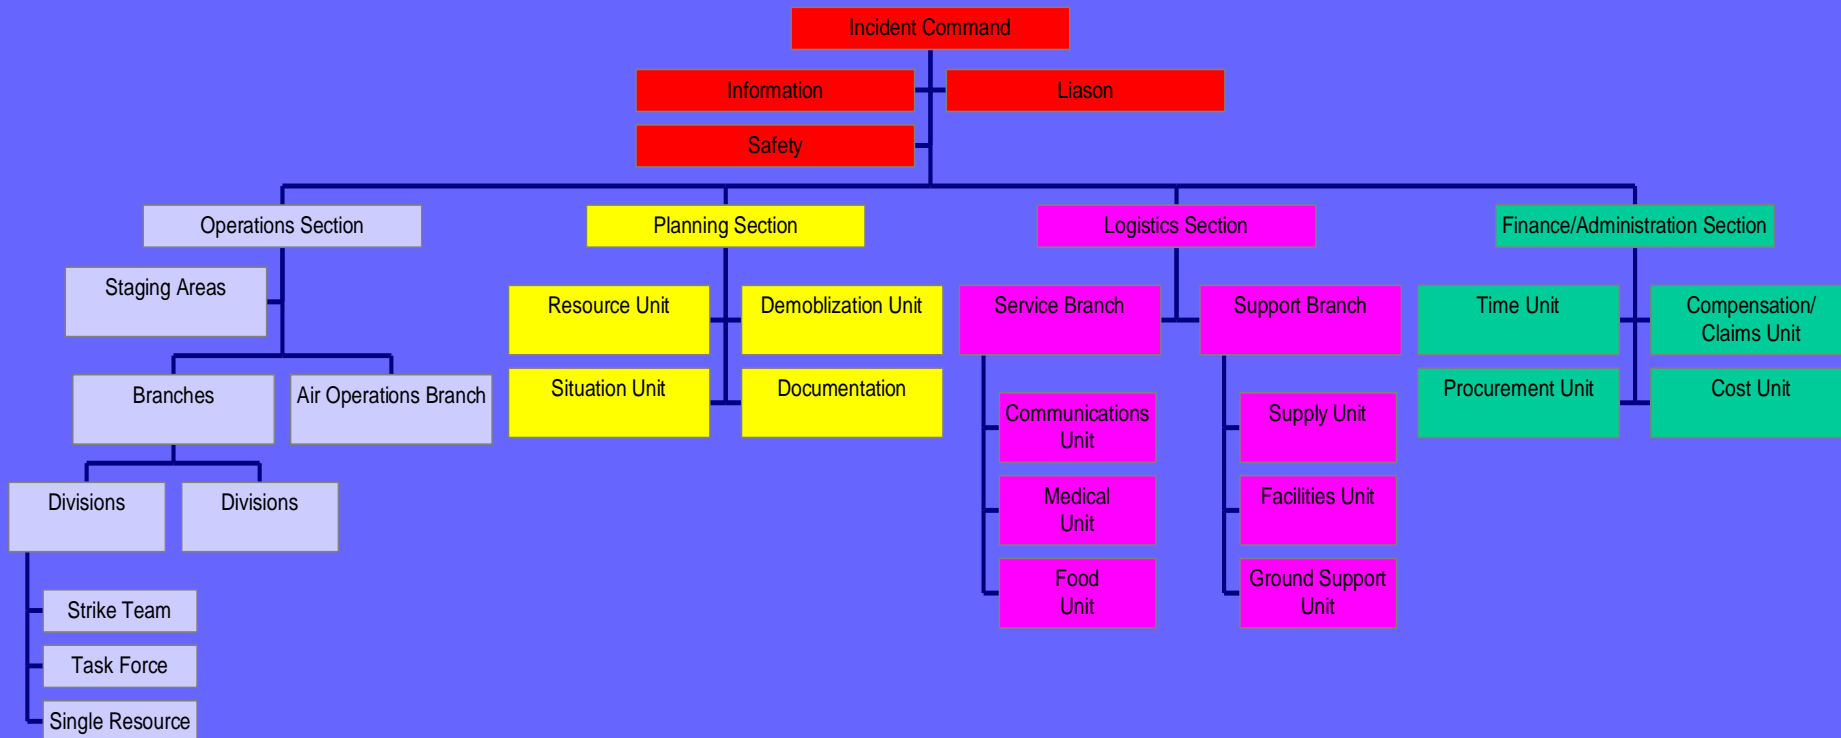 Incident Command
Information
Liason
Safety
Operations Section
Planning Section
Logistics Section
Finance/Administration Section
Staging Areas
Resource Unit
Demoblization Unit
Service Branch
Support Branch
Time Unit
Compensation/
Claims Unit
Branches
Air Operations Branch
Situation Unit
Documentation
Procurement Unit
Cost Unit
Communications
Unit
Supply Unit
Divisions
Divisions
Medical
Unit
Facilities Unit
Food
Unit
Ground Support
Unit
Strike Team
Task Force
Single Resource